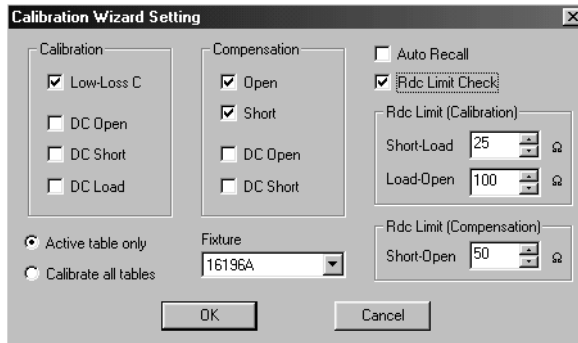 Calibration Wizard Setting
Calibration
Low-Loss C
DC Open
DC Short
DC Load
Compensation
Open
Short
DC Open
DC Short
Auto Recall
Rdc Limit Check
Rdc Limit (Calibration)
Short-Load 25 Ω
Load-Open 100 Ω
Rdc Limit (Compensation)
Short-Open 50 Ω
Active table only
Calibrate all tables
Fixture
16196A
OK
Cancel